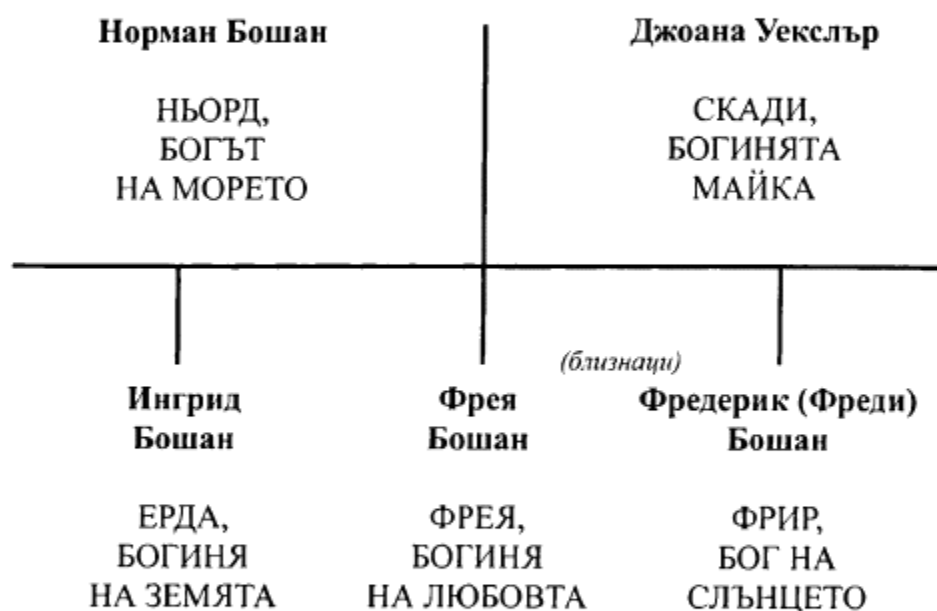 Норман Бошан
Джоана Уекслър
НЬОРД,
БОГЪТ
НА МОРЕТО
СКАДИ,
БОГИНЯТА
МАЙКА
(близнаци)
Ингрид
Бошан
Фрея
Бошан
Фредерик (Фреди)
Бошан
ЕРДА,
БОГИНЯ
НА ЗЕМЯТА
ФРЕЯ,
БОГИНЯ
НА ЛЮБОВТА
ФРИР,
БОГ НА
СЛЪНЦЕТО